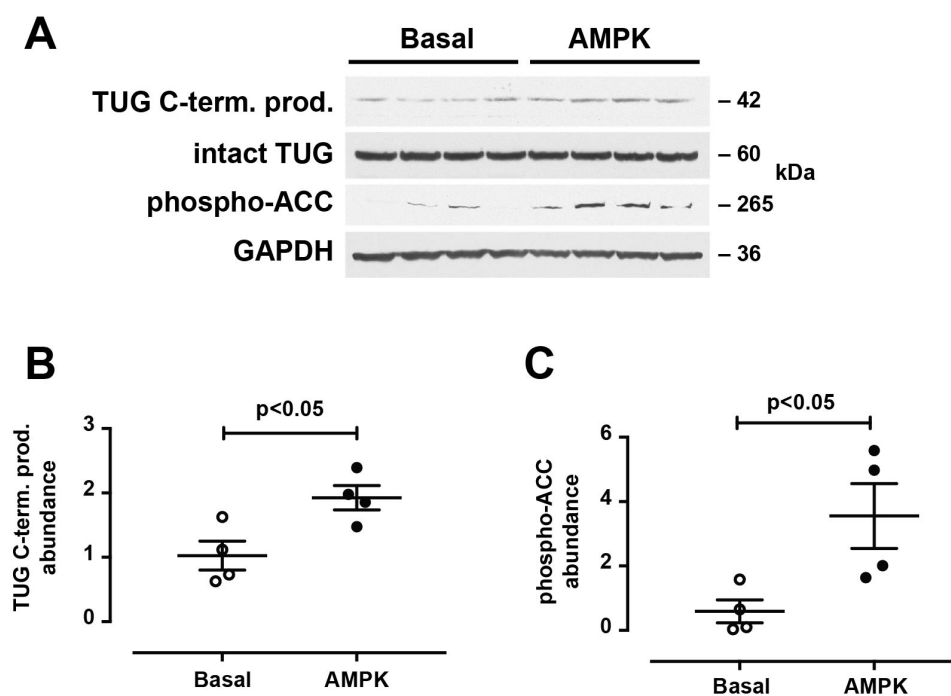 A
Basal AMPK
TUG C-term. prod. – 42
intact TUG – 60
kDa
phospho-ACC – 265
GAPDH – 36
B
p<0.05
TUG C-term. prod.
abundance
3
2
1
0
Basal AMPK
C
p<0.05
phospho-ACC
abundance
6
4
2
0
Basal AMPK